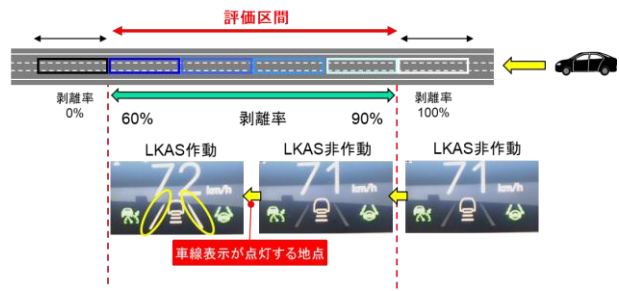 評価区間
剥離率
0%
60%
剥離率
90%
剥離率
100%
LKAS作動
LKAS非作動
LKAS非作動
72
km/h
71
km/h
71
km/h
車線表示が点灯する地点